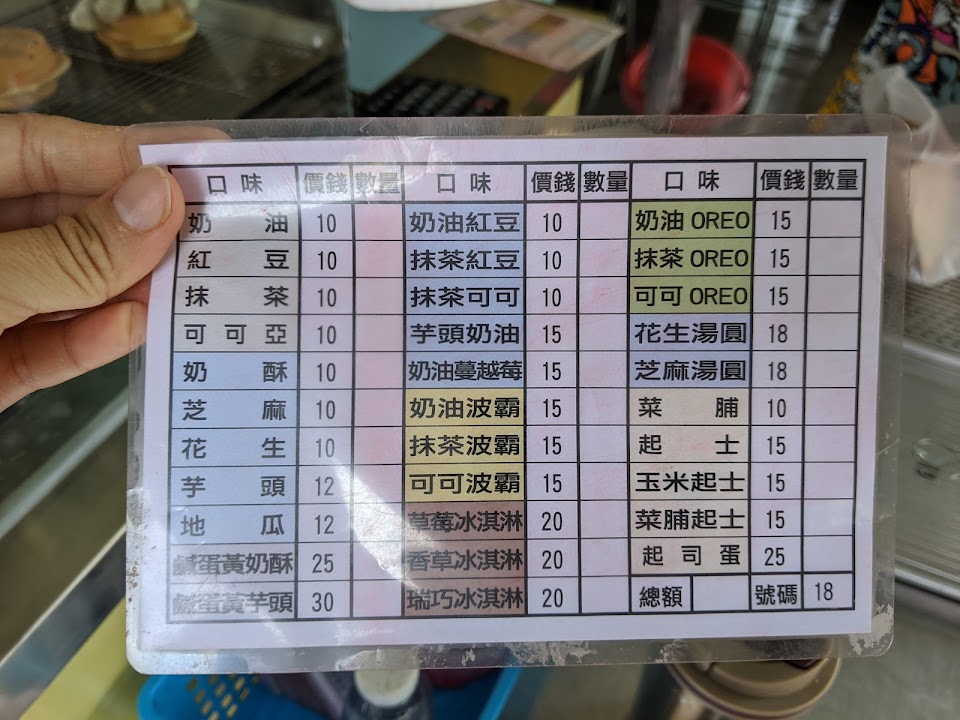 口味 價錢 數量 口味 價錢 數量 口味 價錢 數量
奶油 10 奶油紅豆 10 奶油 OREO 15
紅豆 10 抹茶紅豆 10 抹茶 OREO 15
抹茶 10 抹茶可可 10 可可 OREO 15
可可亞 10 芋頭奶油 15 花生湯圓 18
奶酥 10 奶油蔓越莓 15 芝麻湯圓 18
芝麻 10 奶油波霸 15 菜脯 10
花生 10 抹茶波霸 15 起士 15
芋頭 12 可可波霸 15 玉米起士 15
地瓜 12 草莓冰淇淋 20 菜脯起士 15
鹹蛋黃奶酥 25 香草冰淇淋 20 起司蛋 25
鹹蛋黃芋頭 30 瑞巧冰淇淋 20 總額 號碼 18